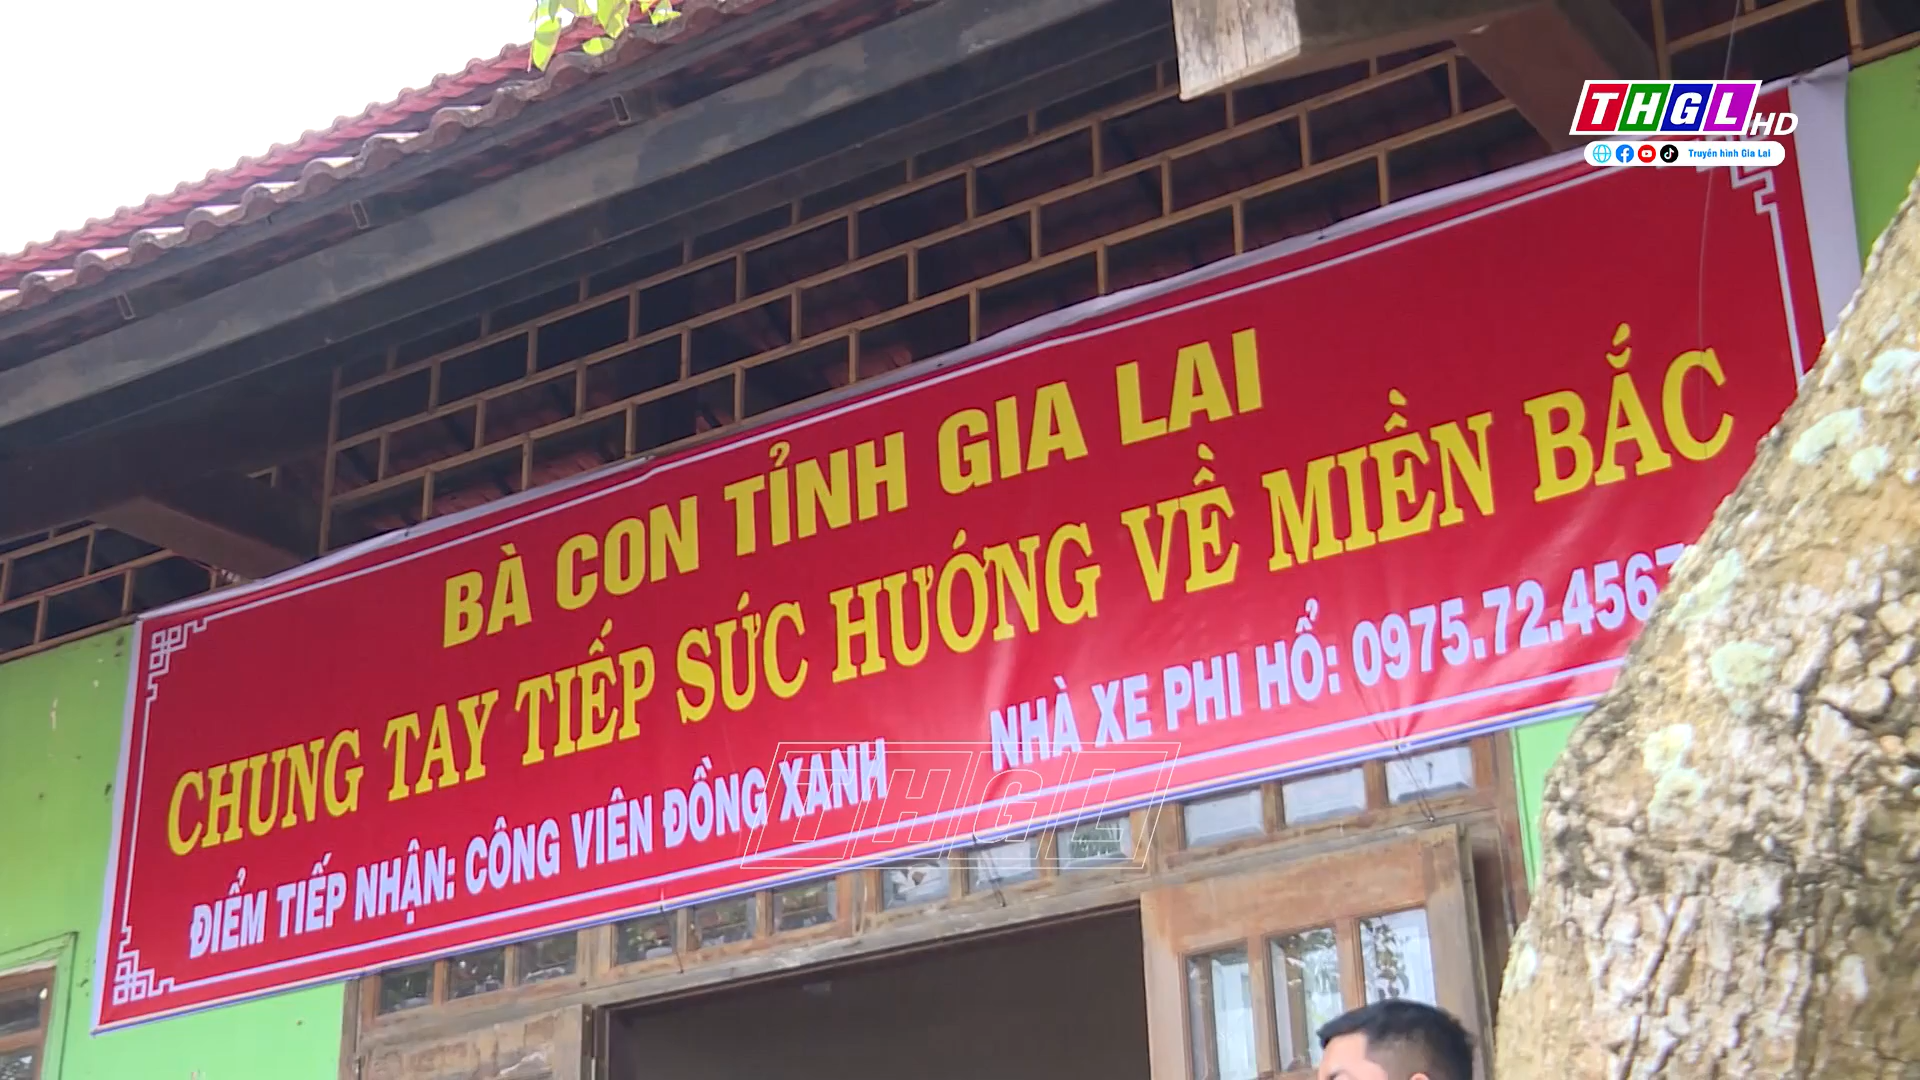 THGL HD
Truyền hình Gia Lai
BÀ CON TỈNH GIA LAI
CHUNG TAY TIẾP SỨC HƯỚNG VỀ MIỀN BẮC
ĐIỂM TIẾP NHẬN: CÔNG VIÊN ĐỒNG XANH NHÀ XE PHI HỔ: 0975.72.4567
THGL